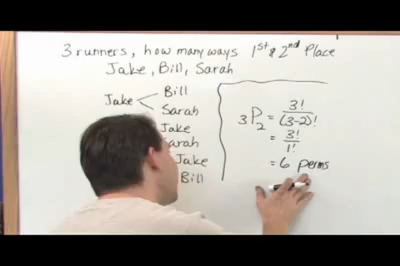 3 runners, how many ways 1st & 2nd Place
Jake, Bill, Sarah
Jake
Bill
Sarah
Jake
Sarah
Jake
Bill
3P2 = 3! / (3-2)!
= 3! / 1!
= 6 perms